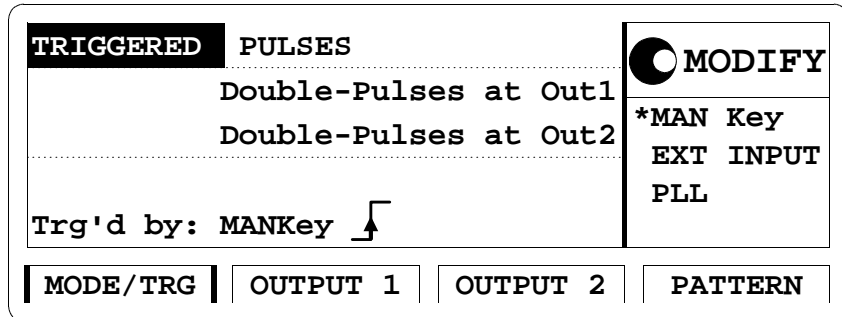 TRIGGERED PULSES
MODIFY
Double-Pulses at Out1
Double-Pulses at Out2
*MAN Key
EXT INPUT
PLL
Trg'd by: MANKey
MODE/TRG OUTPUT 1 OUTPUT 2 PATTERN